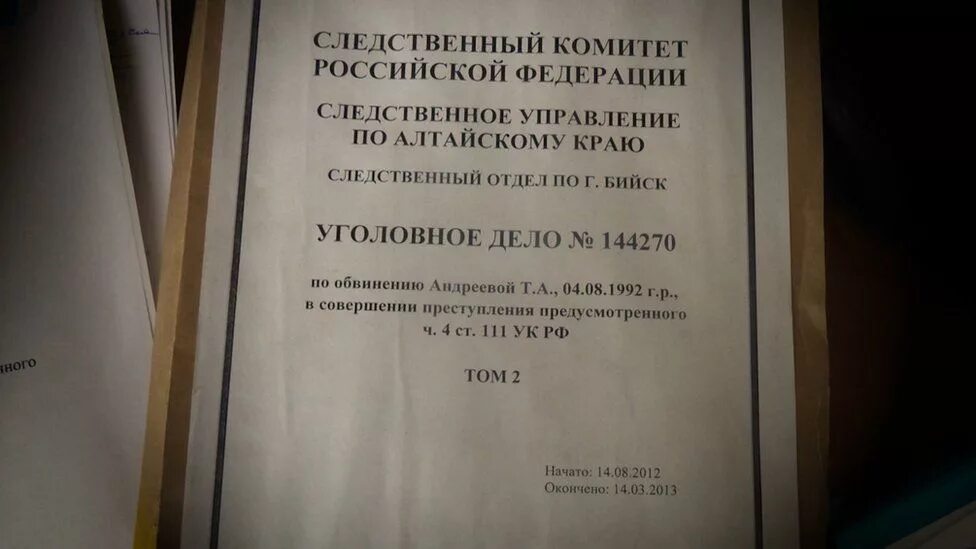 СЛЕДСТВЕННЫЙ КОМИТЕТ
РОССИЙСКОЙ ФЕДЕРАЦИИ
СЛЕДСТВЕННОЕ УПРАВЛЕНИЕ
ПО АЛТАЙСКОМУ КРАЮ
СЛЕДСТВЕННЫЙ ОТДЕЛ ПО Г. БИЙСК
УГОЛОВНОЕ ДЕЛО № 144270
по обвинению Андреевой Т.А., 04.08.1992 г.р.,
в совершении преступления предусмотренного
ч. 4 ст. 111 УК РФ
ТОМ 2
Начато: 14.08.2012
Окончено: 14.03.2013